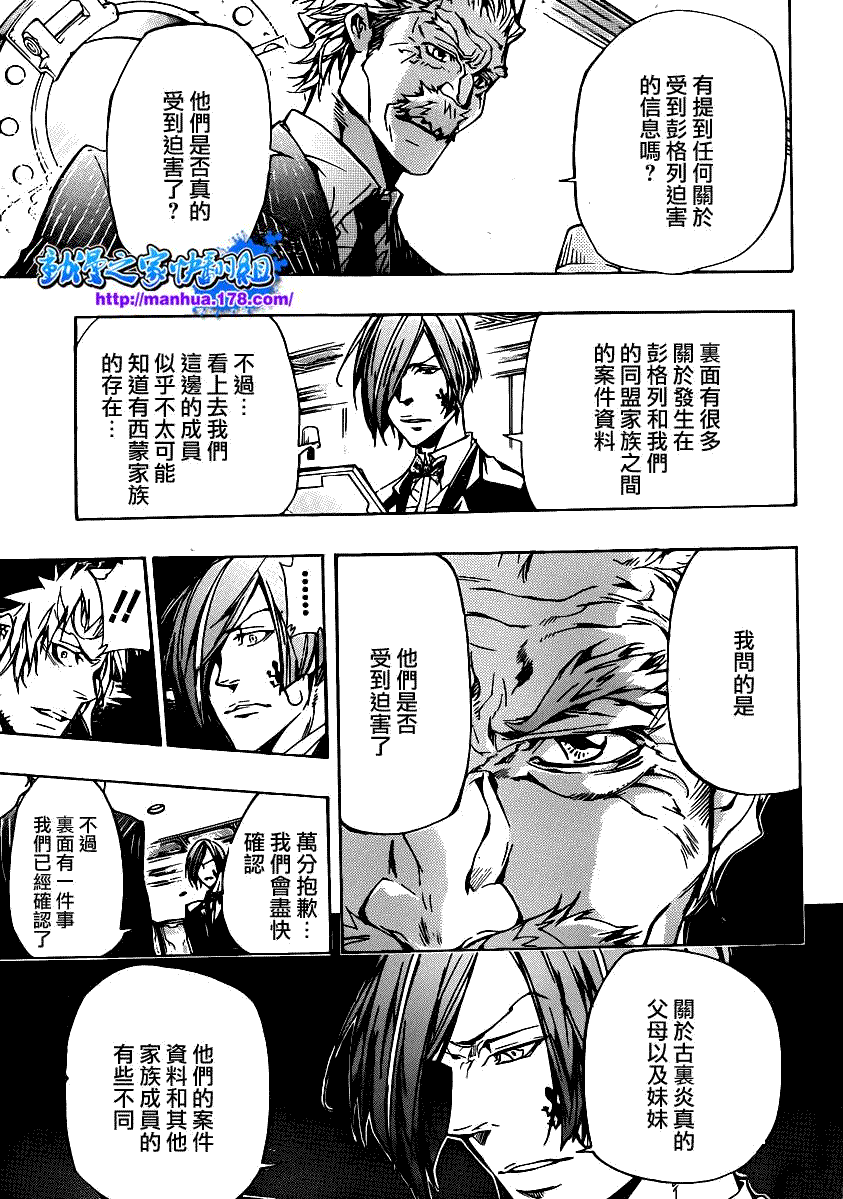 有提到任何關於
受到彭格列迫害
的信息嗎?
他們是否真的
受到迫害了?
動漫之家快翻組
http://manhua.178.com/
裏面有很多
關於發生在
彭格列和我們
的同盟家族之間
的案件資料
不過…
看上去我們
這邊的成員
似乎不太可能
知道有西蒙家族
的存在…
我問的是
他們是否
受到迫害了
……
!!
萬分抱歉…
我們會盡快
確認
不過
裏面有一件事
我們已經確認了
關於古裏炎真的
父母以及妹妹
他們的案件
資料和其他
家族成員的
有些不同